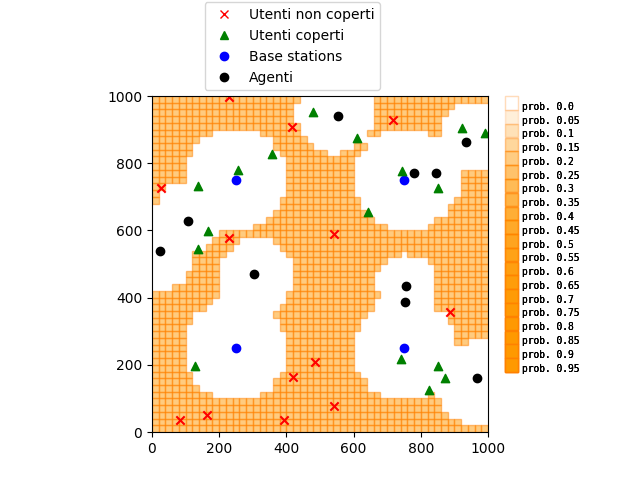 Utenti non coperti
Utenti coperti
Base stations
Agenti
1000
800
600
400
200
0
0
200
400
600
800
1000
prob. 0.0
prob. 0.05
prob. 0.1
prob. 0.15
prob. 0.2
prob. 0.25
prob. 0.3
prob. 0.35
prob. 0.4
prob. 0.45
prob. 0.5
prob. 0.55
prob. 0.6
prob. 0.65
prob. 0.7
prob. 0.75
prob. 0.8
prob. 0.85
prob. 0.9
prob. 0.95